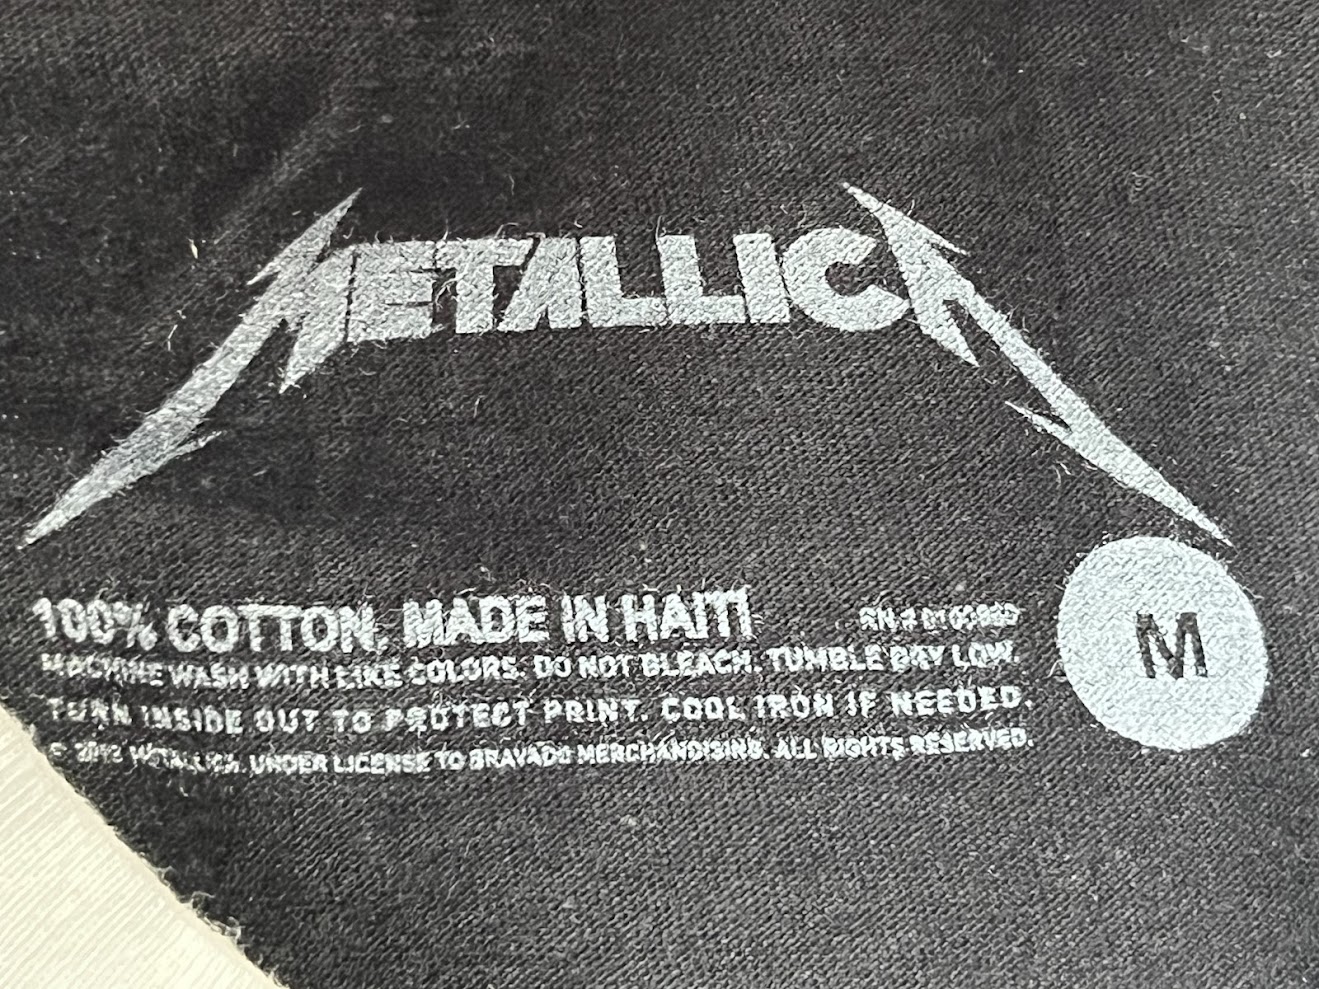 METALLICA
100% COTTON. MADE IN HAITI
MACHINE WASH WITH LIKE COLORS. DO NOT BLEACH. TUMBLE DRY LOW.
TURN INSIDE OUT TO PROTECT PRINT. COOL IRON IF NEEDED.
METALLICA. UNDER LICENSE TO BRAVADO MERCHANDISING. ALL RIGHTS RESERVED.
RN#
M